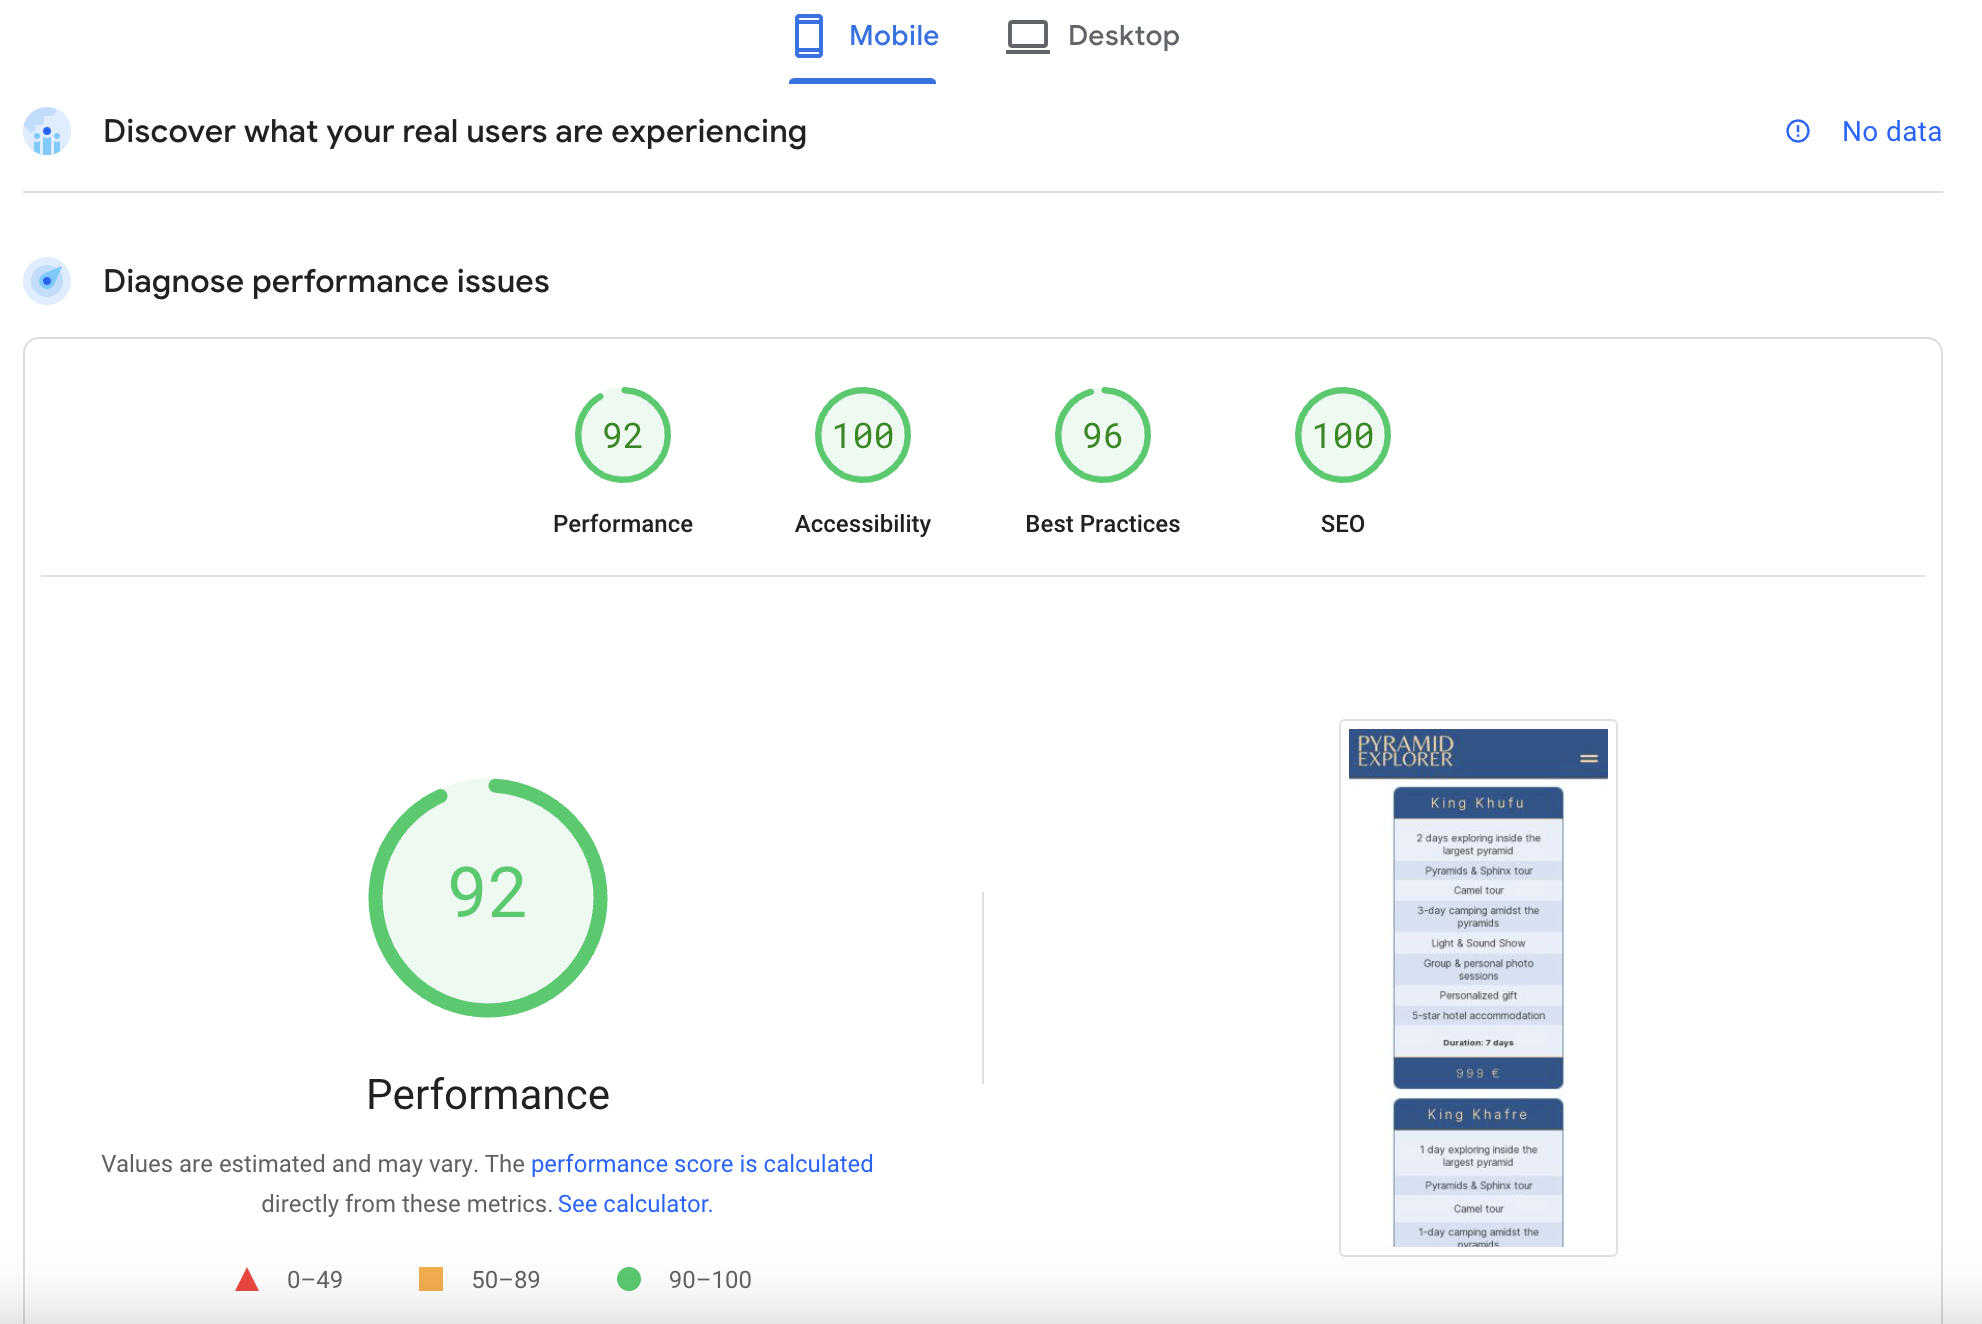 Mobile
Desktop
Discover what your real users are experiencing
No data
Diagnose performance issues
92
100
96
100
Performance
Accessibility
Best Practices
SEO
92
Performance
Values are estimated and may vary. The performance score is calculated
directly from these metrics. See calculator.
0–49
50–89
90–100
PYRAMID
EXPLORER
King Khufu
2 days exploring inside the
largest pyramid
Pyramids & Sphinx tour
Camel tour
3-day camping amidst the
pyramids
Light & Sound Show
Group & personal photo
sessions
Personalized gift
5-star hotel accommodation
Duration: 7 days
999 €
King Khafre
1 day exploring inside the
largest pyramid
Pyramids & Sphinx tour
Camel tour
1-day camping amidst the
pyramids